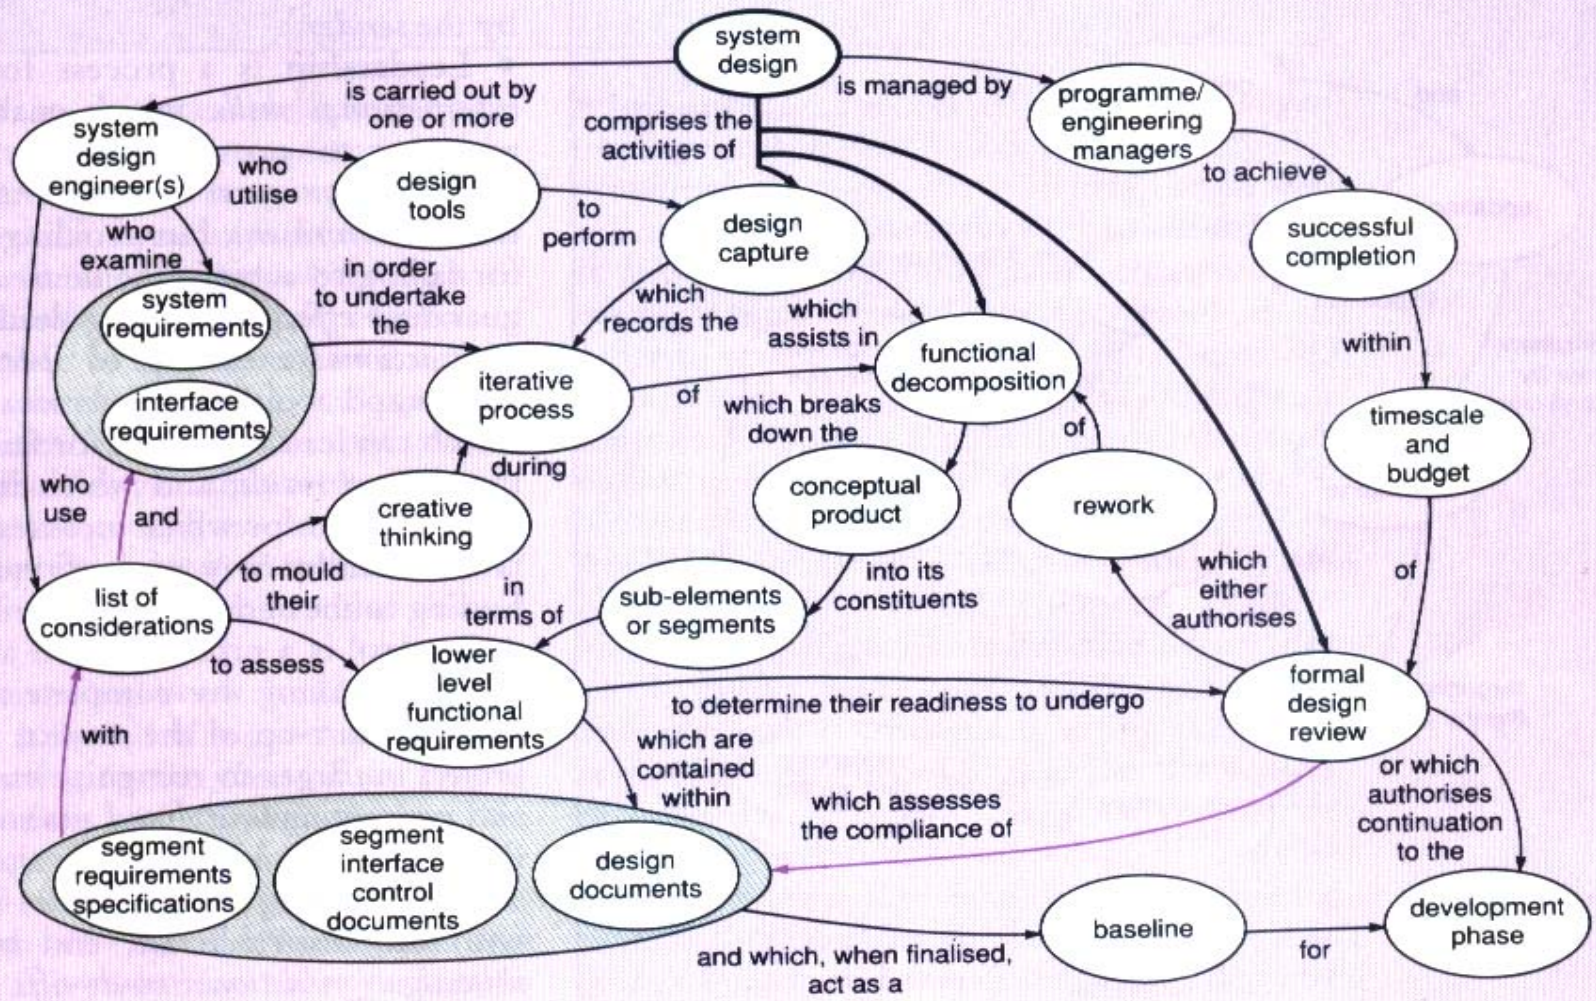 system
design
is carried out by
one or more
is managed by
comprises the
activities of
programme/
engineering
managers
system
design
engineer(s)
who
utilise
design
tools
to
perform
design
capture
to achieve
successful
completion
who
examine
system
requirements
interface
requirements
in order
to undertake
the
which
records the
which
assists in
functional
decomposition
within
iterative
process
of
which breaks
down the
of
timescale
and
budget
during
who
use
and
creative
thinking
conceptual
product
rework
list of
considerations
to mould
their
in
terms of
sub-elements
or segments
into its
constituents
which
either
authorises
of
to assess
lower
level
functional
requirements
to determine their readiness to undergo
formal
design
review
with
which are
contained
within
which assesses
the compliance of
or which
authorises
continuation
to the
segment
requirements
specifications
segment
interface
control
documents
design
documents
and which, when finalised,
act as a
baseline
for
development
phase